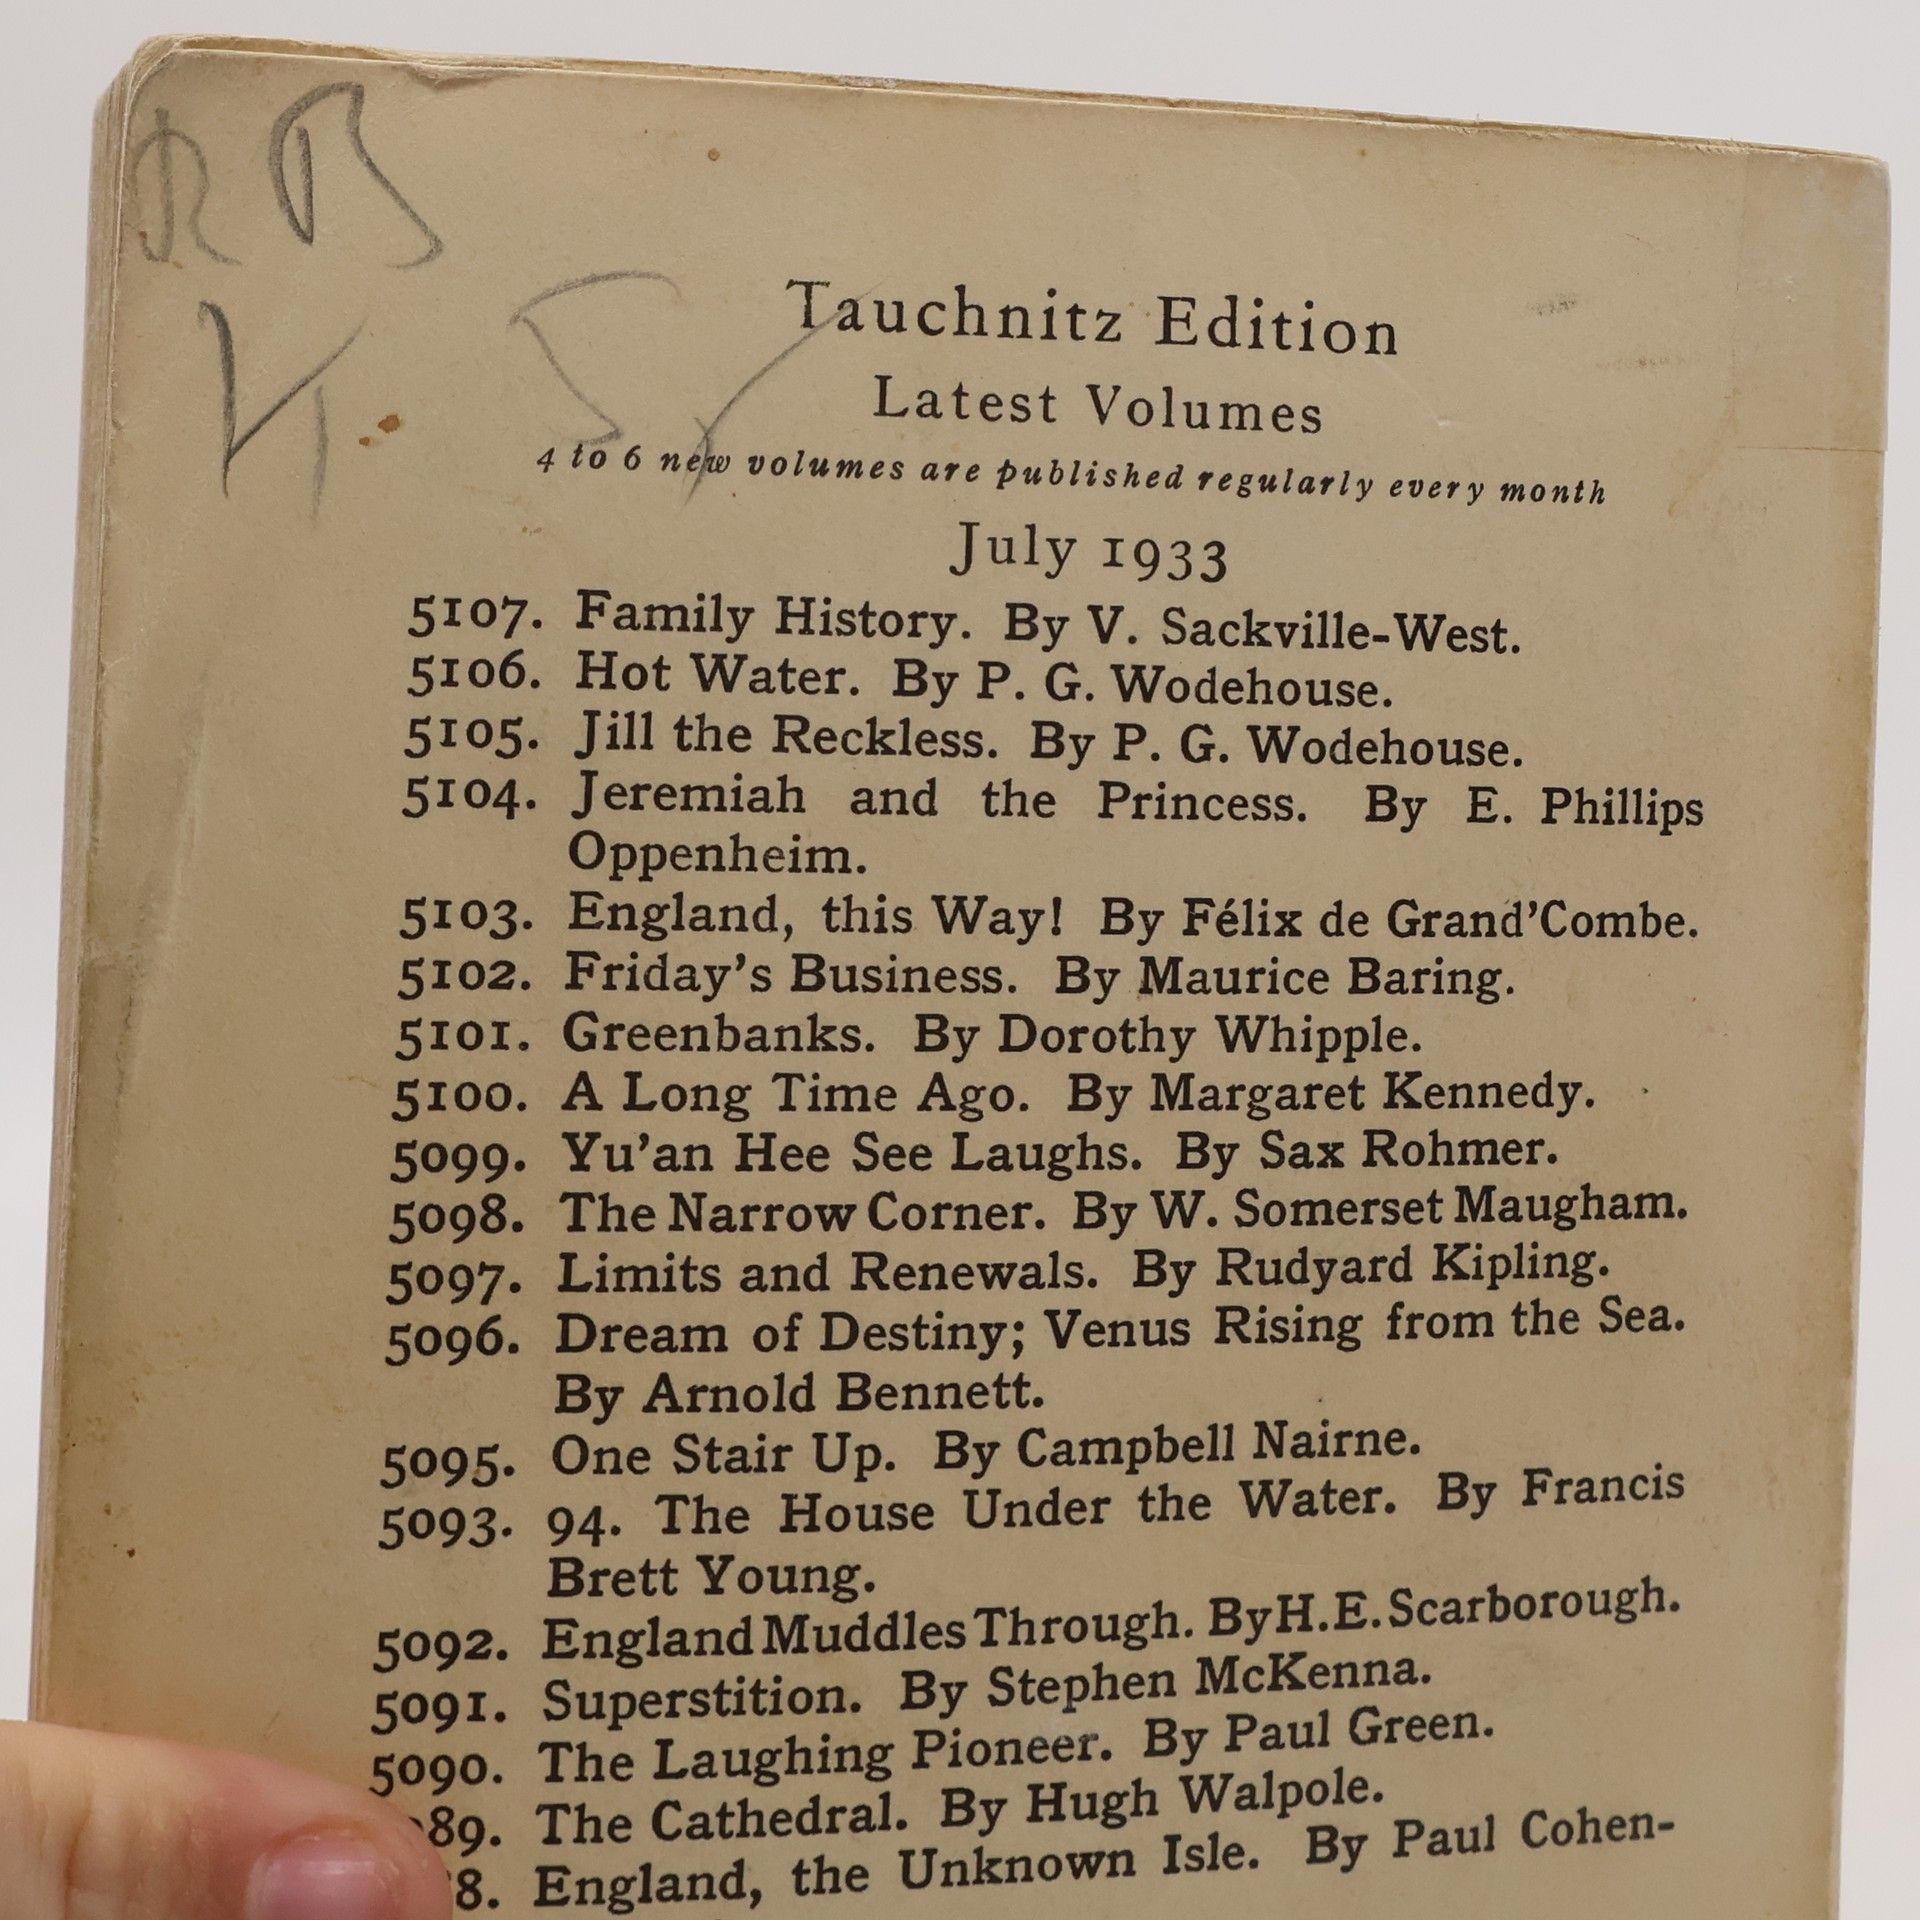 Tauchnitz Edition
Latest Volumes
4 to 6 new volumes are published regularly every month
July 1933
5107. Family History. By V. Sackville-West.
5106. Hot Water. By P. G. Wodehouse.
5105. Jill the Reckless. By P. G. Wodehouse.
5104. Jeremiah and the Princess. By E. Phillips
Oppenheim.
5103. England, this Way! By Félix de Grand'Combe.
5102. Friday's Business. By Maurice Baring.
5101. Greenbanks. By Dorothy Whipple.
5100. A Long Time Ago. By Margaret Kennedy.
5099. Yu'an Hee See Laughs. By Sax Rohmer.
5098. The Narrow Corner. By W. Somerset Maugham.
5097. Limits and Renewals. By Rudyard Kipling.
5096. Dream of Destiny; Venus Rising from the Sea.
By Arnold Bennett.
5095. One Stair Up. By Campbell Nairne.
5093. 94. The House Under the Water. By Francis
Brett Young.
5092. England Muddles Through. By H. E. Scarborough.
5091. Superstition. By Stephen McKenna.
5090. The Laughing Pioneer. By Paul Green.
89. The Cathedral. By Hugh Walpole.
8. England, the Unknown Isle. By Paul Cohen-